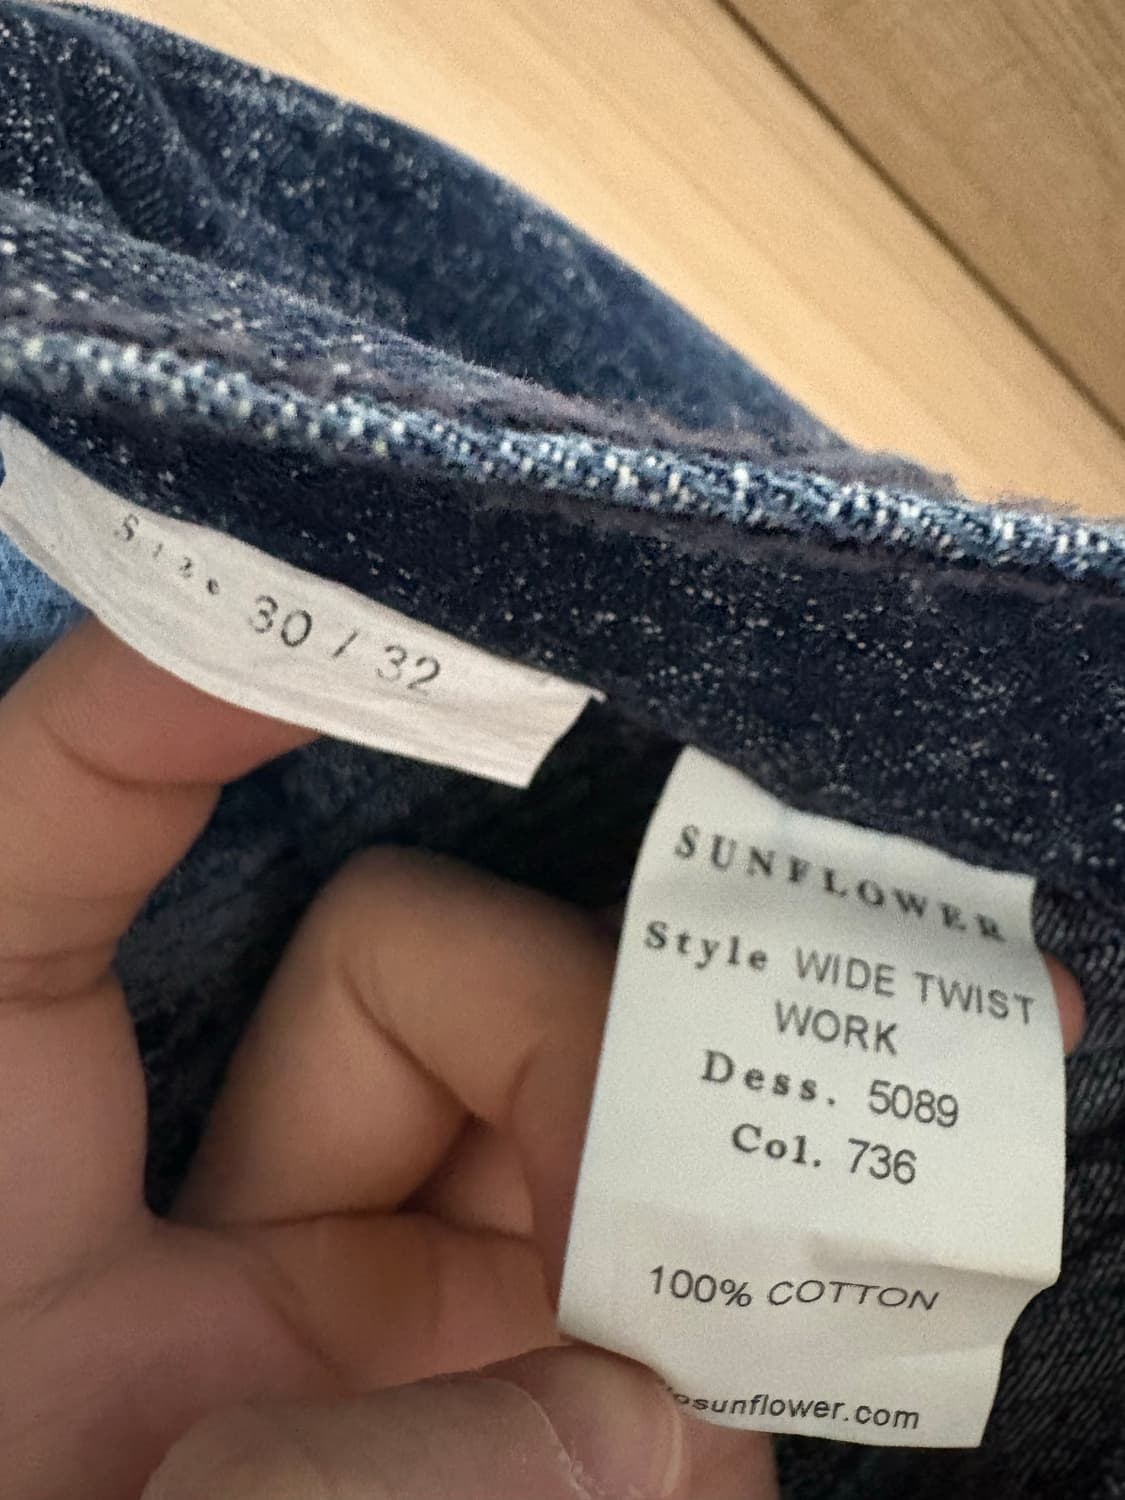 Size 30 / 32
SUNFLOWER
Style WIDE TWIST
WORK
Dess. 5089
Col. 736
100% COTTON
osunflower.com